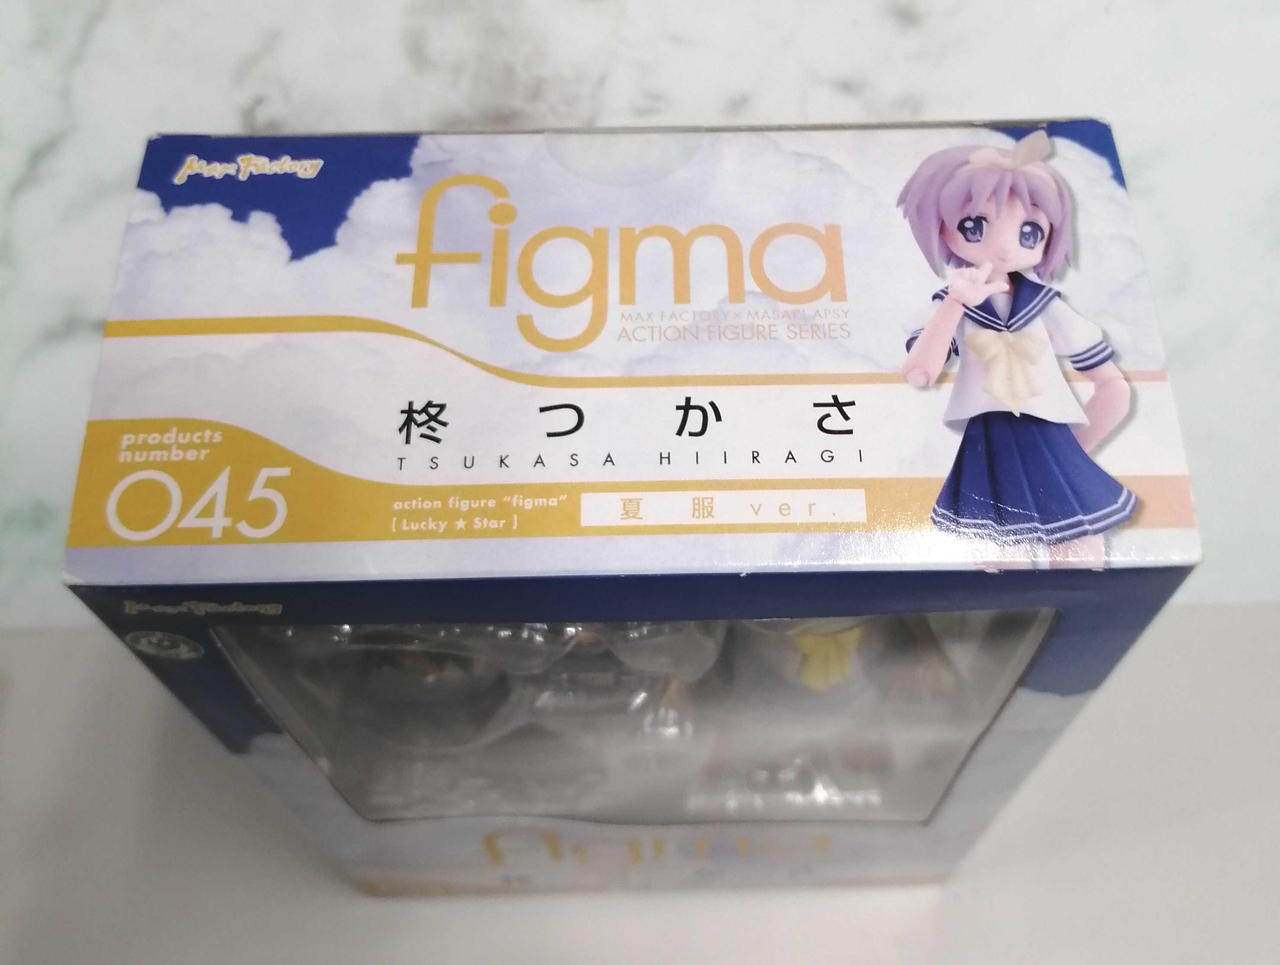 Max Factory
figma
MAX FACTORY × MASAKI APSY
ACTION FIGURE SERIES
柊つかさ
TSUKASA HIIRAGI
products
number
045
action figure "figma"
[ Lucky ★ Star ]
夏服 ver.
Max Factory
figma